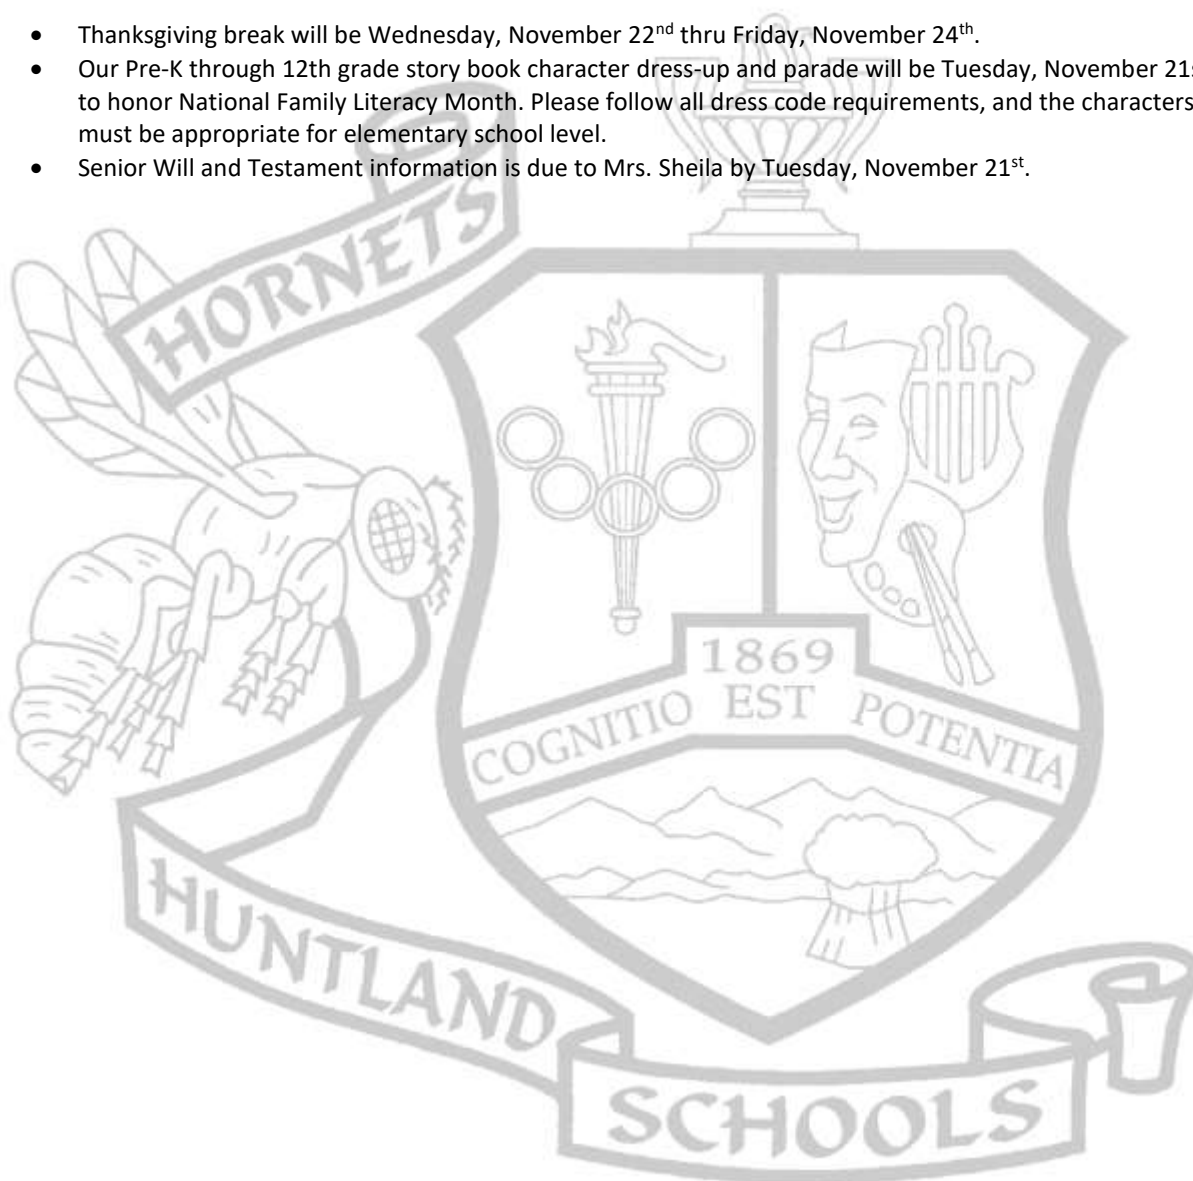 • Thanksgiving break will be Wednesday, November 22nd thru Friday, November 24th.
• Our Pre-K through 12th grade story book character dress-up and parade will be Tuesday, November 21s
to honor National Family Literacy Month. Please follow all dress code requirements, and the characters
must be appropriate for elementary school level.
• Senior Will and Testament information is due to Mrs. Sheila by Tuesday, November 21st.
HORNETS
1869
COGNITIO EST POTENTIA
HUNTLAND
SCHOOLS